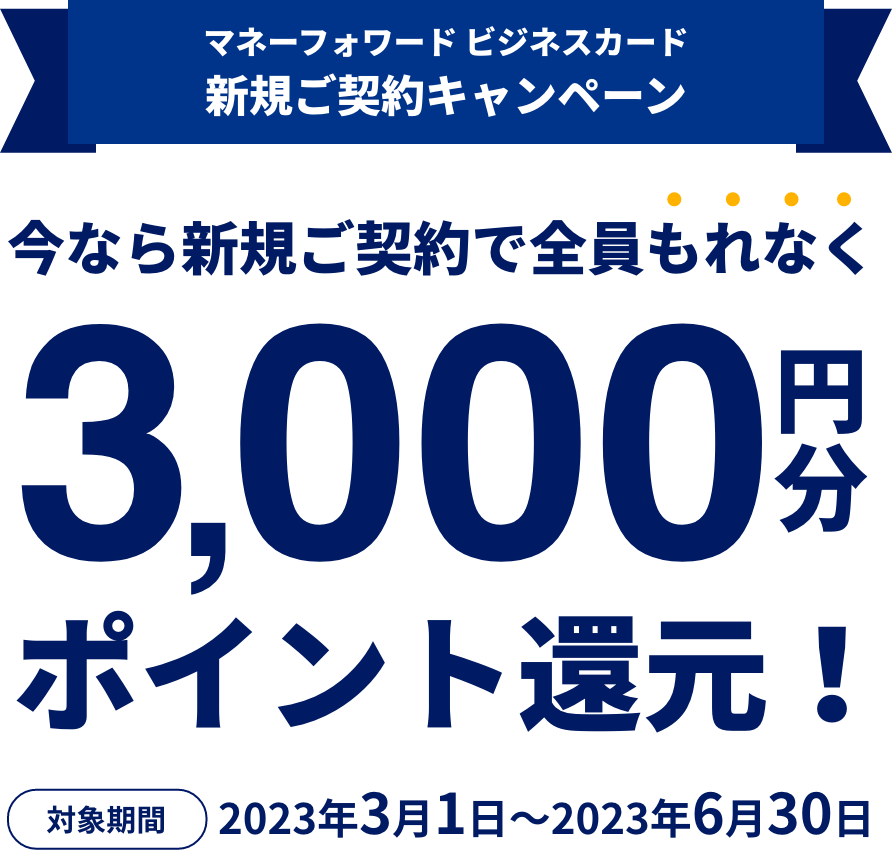 マネーフォワード ビジネスカード
新規ご契約キャンペーン
今なら新規ご契約で全員もれなく
3,000円分
ポイント還元！
対象期間 2023年3月1日〜2023年6月30日